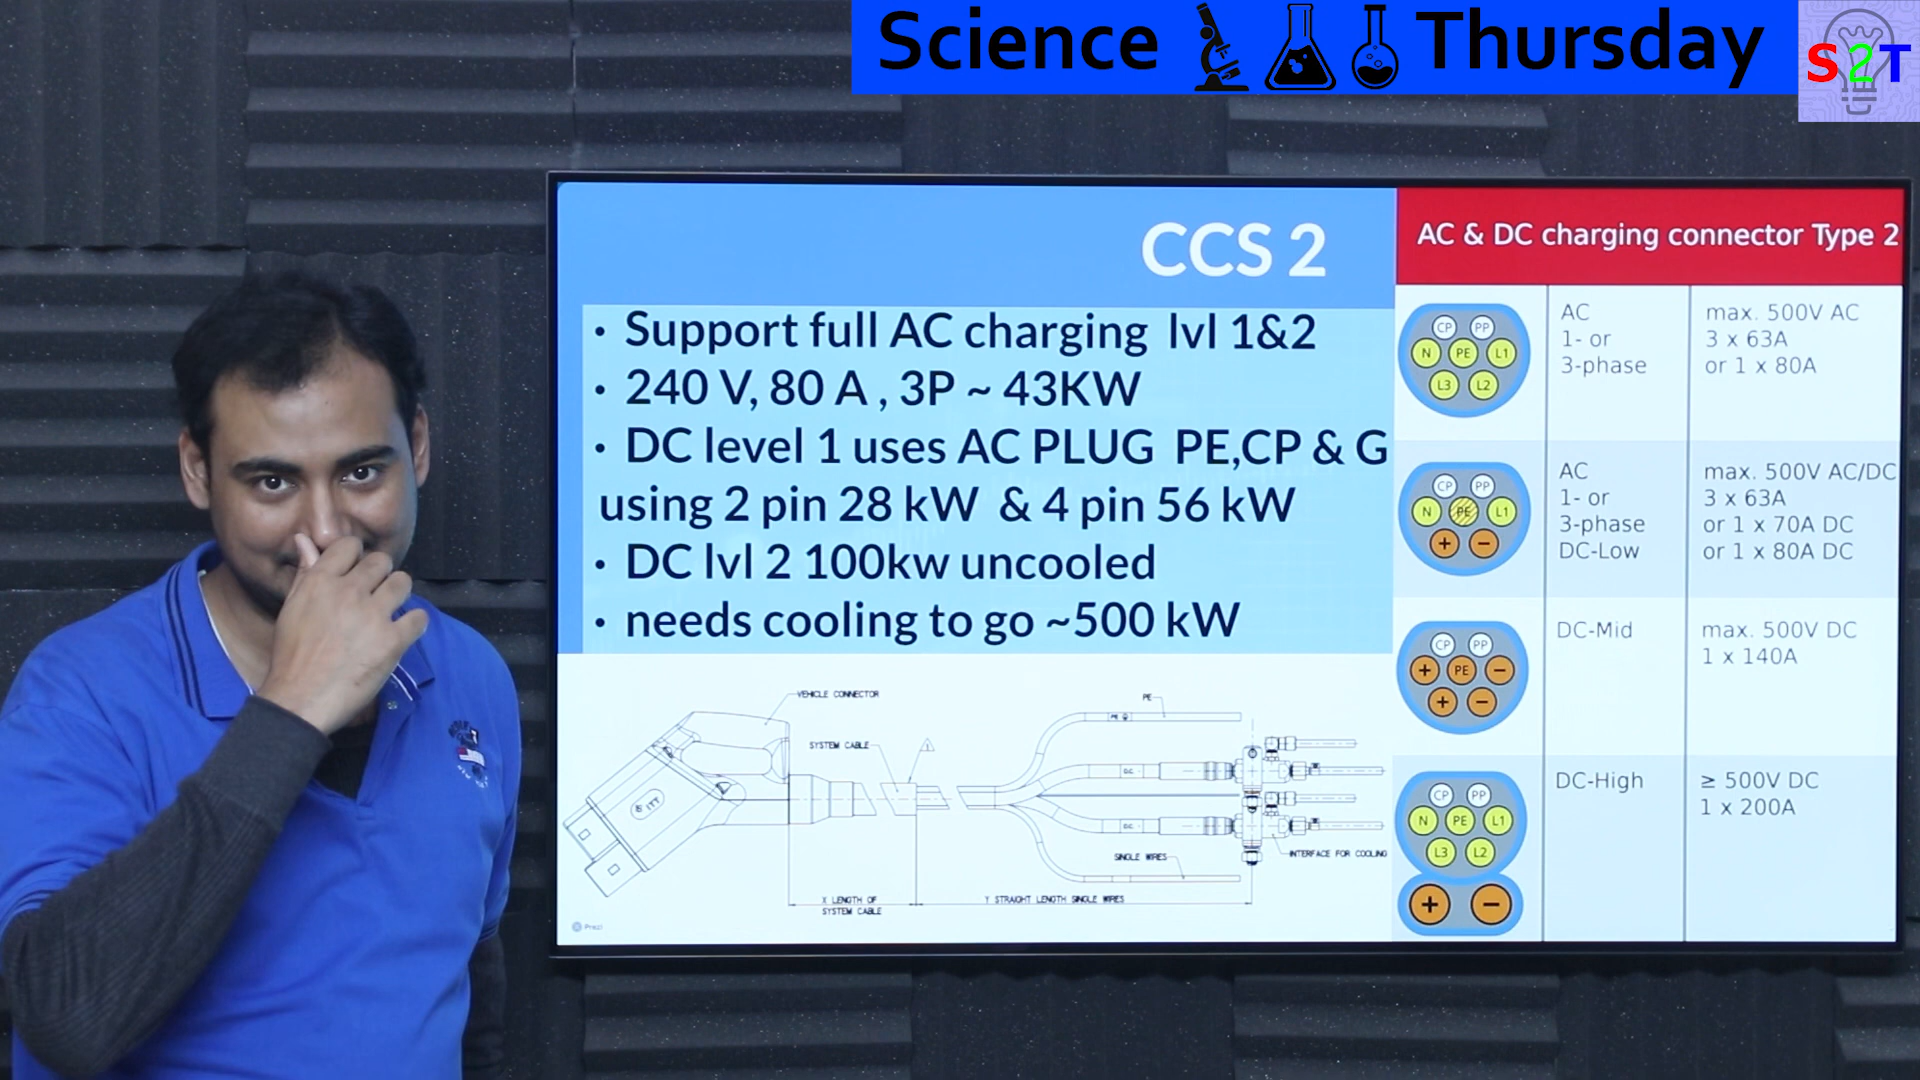 Science Thursday
S2T
CCS 2
• Support full AC charging lvl 1&2
• 240 V, 80 A , 3P ~ 43KW
• DC level 1 uses AC PLUG PE,CP & G
using 2 pin 28 kW & 4 pin 56 kW
• DC lvl 2 100kw uncooled
• needs cooling to go ~500 kW
VEHICLE CONNECTOR
SYSTEM CABLE
1
PE
PE
D.C.
D.C.
SINGLE WIRES
INTERFACE FOR COOLING
X LENGTH OF
SYSTEM CABLE
Y STRAIGHT LENGTH SINGLE WIRES
ITT
Prezi
AC & DC charging connector Type 2
CP PP
N PE L1
L3 L2
AC
1- or
3-phase
max. 500V AC
3 x 63A
or 1 x 80A
CP PP
N PE L1
+ −
AC
1- or
3-phase
DC-Low
max. 500V AC/DC
3 x 63A
or 1 x 70A DC
or 1 x 80A DC
CP PP
+ PE −
+ −
DC-Mid
max. 500V DC
1 x 140A
CP PP
N PE L1
L3 L2
+ −
DC-High
≥ 500V DC
1 x 200A